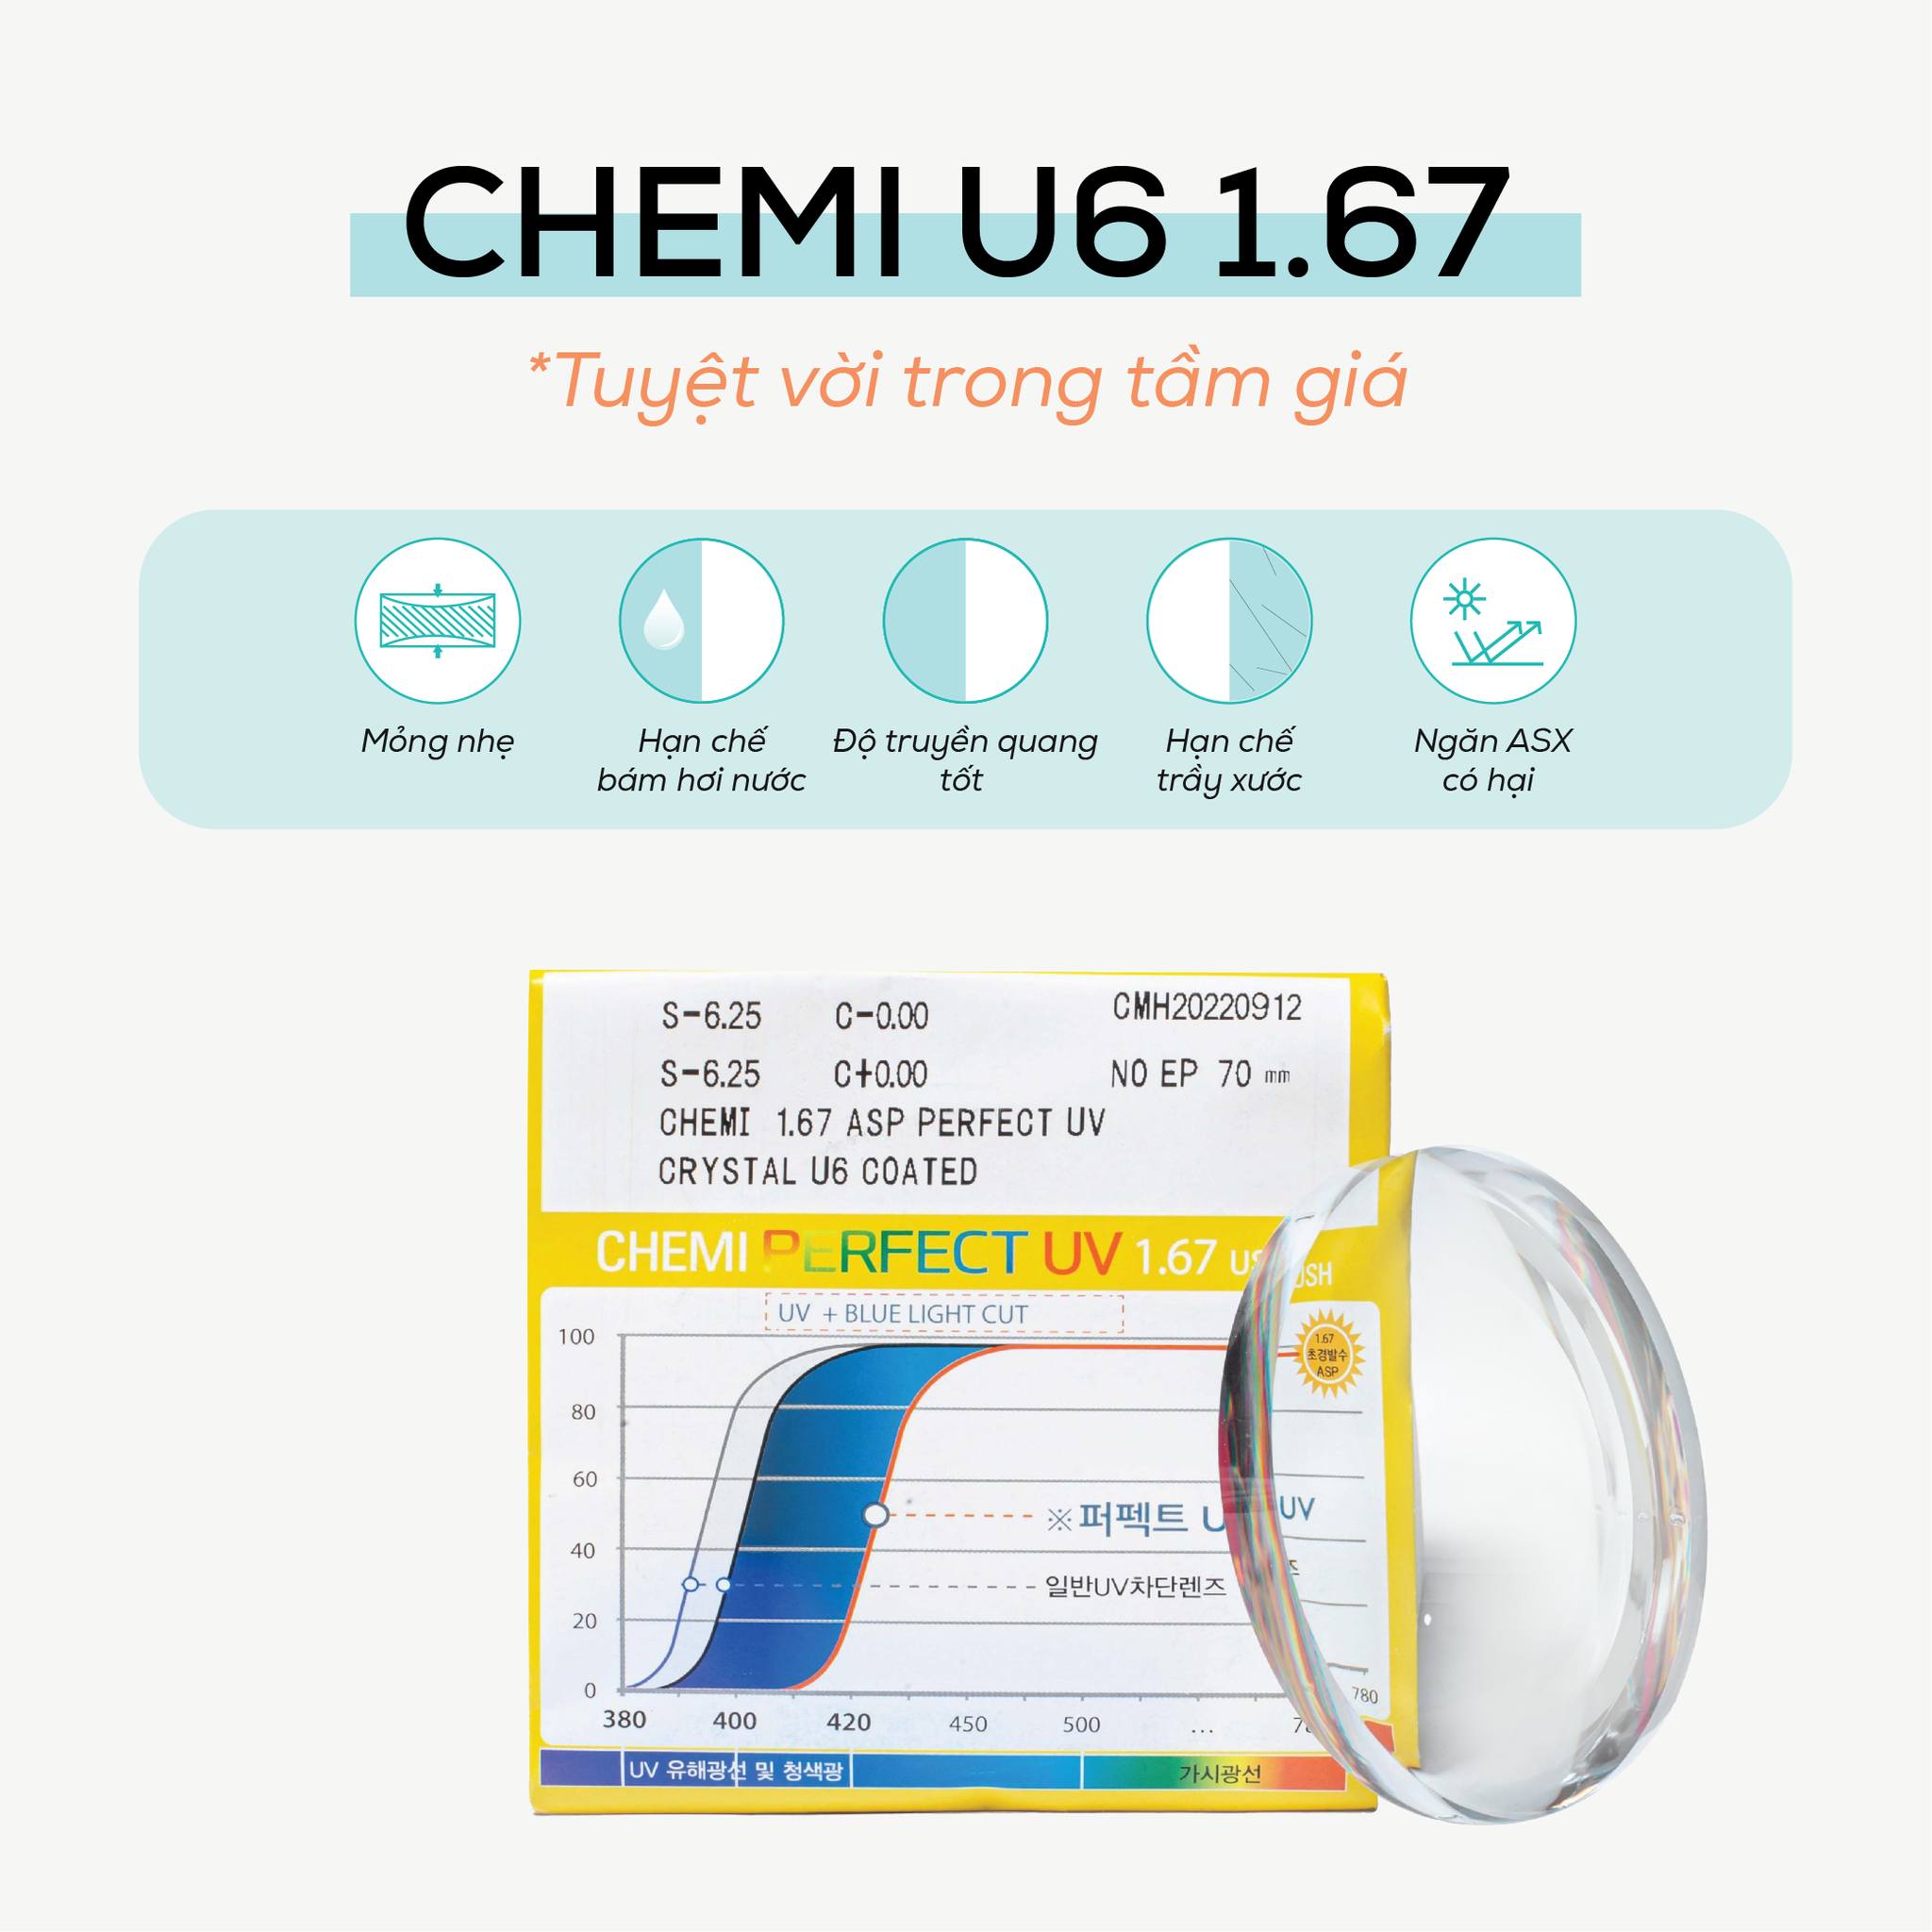 CHEMI U6 1.67
*Tuyệt vời trong tầm giá
Mỏng nhẹ
Hạn chế
bám hơi nước
Độ truyền quang
tốt
Hạn chế
trầy xước
Ngăn ASX
có hại
S-6.25 C-0.00 CMH20220912
S-6.25 C+0.00 NO EP 70 mm
CHEMI 1.67 ASP PERFECT UV
CRYSTAL U6 COATED
CHEMI PERFECT UV 1.67
UV + BLUE LIGHT CUT
100
1.67
초경발수
ASP
80
60
※퍼펙트 UV
40
일반UV차단렌즈
20
0
780
380 400 420 450 500 ...
UV 유해광선 및 청색광 가시광선